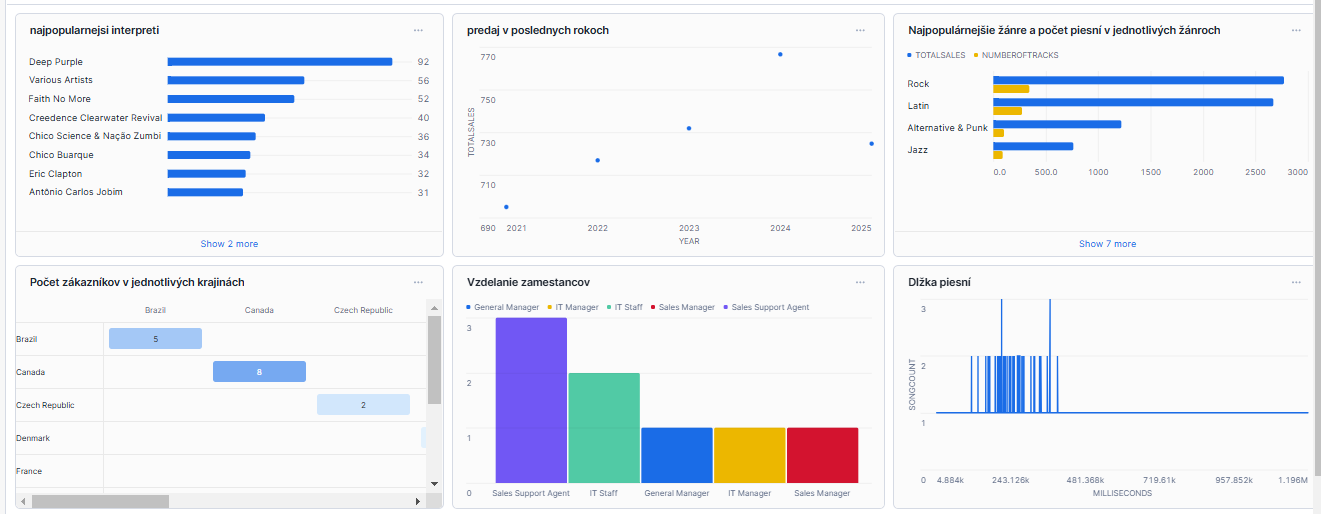 najpopularnejsi interpreti
Deep Purple 92
Various Artists 56
Faith No More 52
Creedence Clearwater Revival 40
Chico Science & Nação Zumbi 36
Chico Buarque 34
Eric Clapton 32
Antônio Carlos Jobim 31
Show 2 more
predaj v poslednych rokoch
770
750
730
710
690
TOTALSALES
2021 2022 2023 2024 2025
YEAR
Najpopulárnejšie žánre a počet piesní v jednotlivých žánroch
TOTALSALES NUMBEROFTRACKS
Rock
Latin
Alternative & Punk
Jazz
0.0 500.0 1000 1500 2000 2500 3000
Show 7 more
Počet zákazníkov v jednotlivých krajinách
Brazil Canada Czech Republic
Brazil 5
Canada 8
Czech Republic 2
Denmark
France
Vzdelanie zamestancov
General Manager IT Manager IT Staff Sales Manager Sales Support Agent
3
2
1
0
Sales Support Agent IT Staff General Manager IT Manager Sales Manager
Dlžka piesní
3
2
1
0
SONGCOUNT
4.884k 243.126k 481.368k 719.61k 957.852k 1.196M
MILLISECONDS